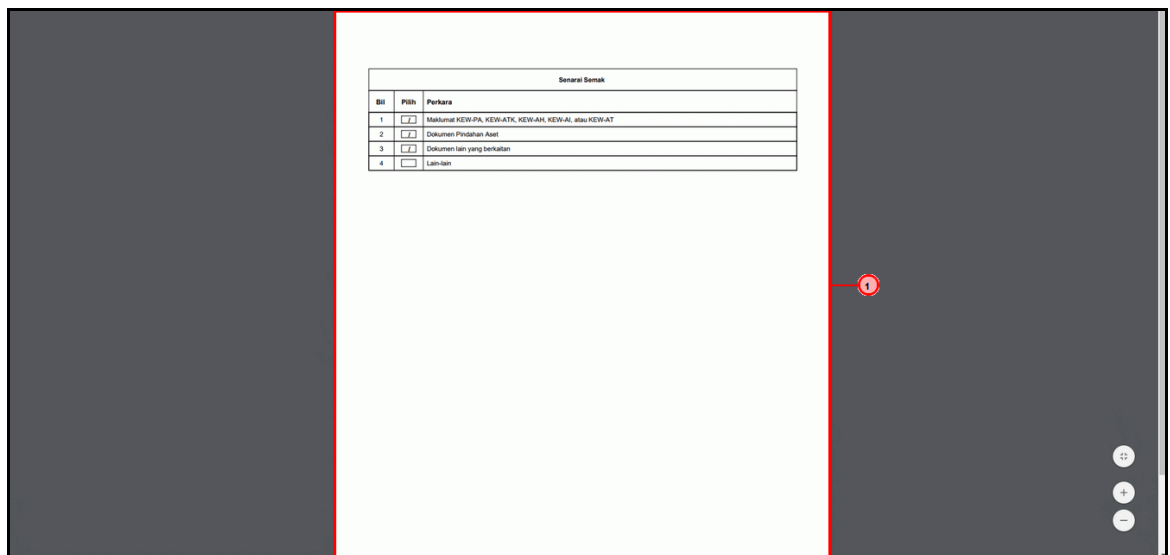 Senarai Semak
Bil Pilih Perkara
1 / Maklumat KEW-PA, KEW-ATK, KEW-AH, KEW-AI, atau KEW-AT
2 / Dokumen Pindahan Aset
3 / Dokumen lain yang berkaitan
4 Lain-lain
1